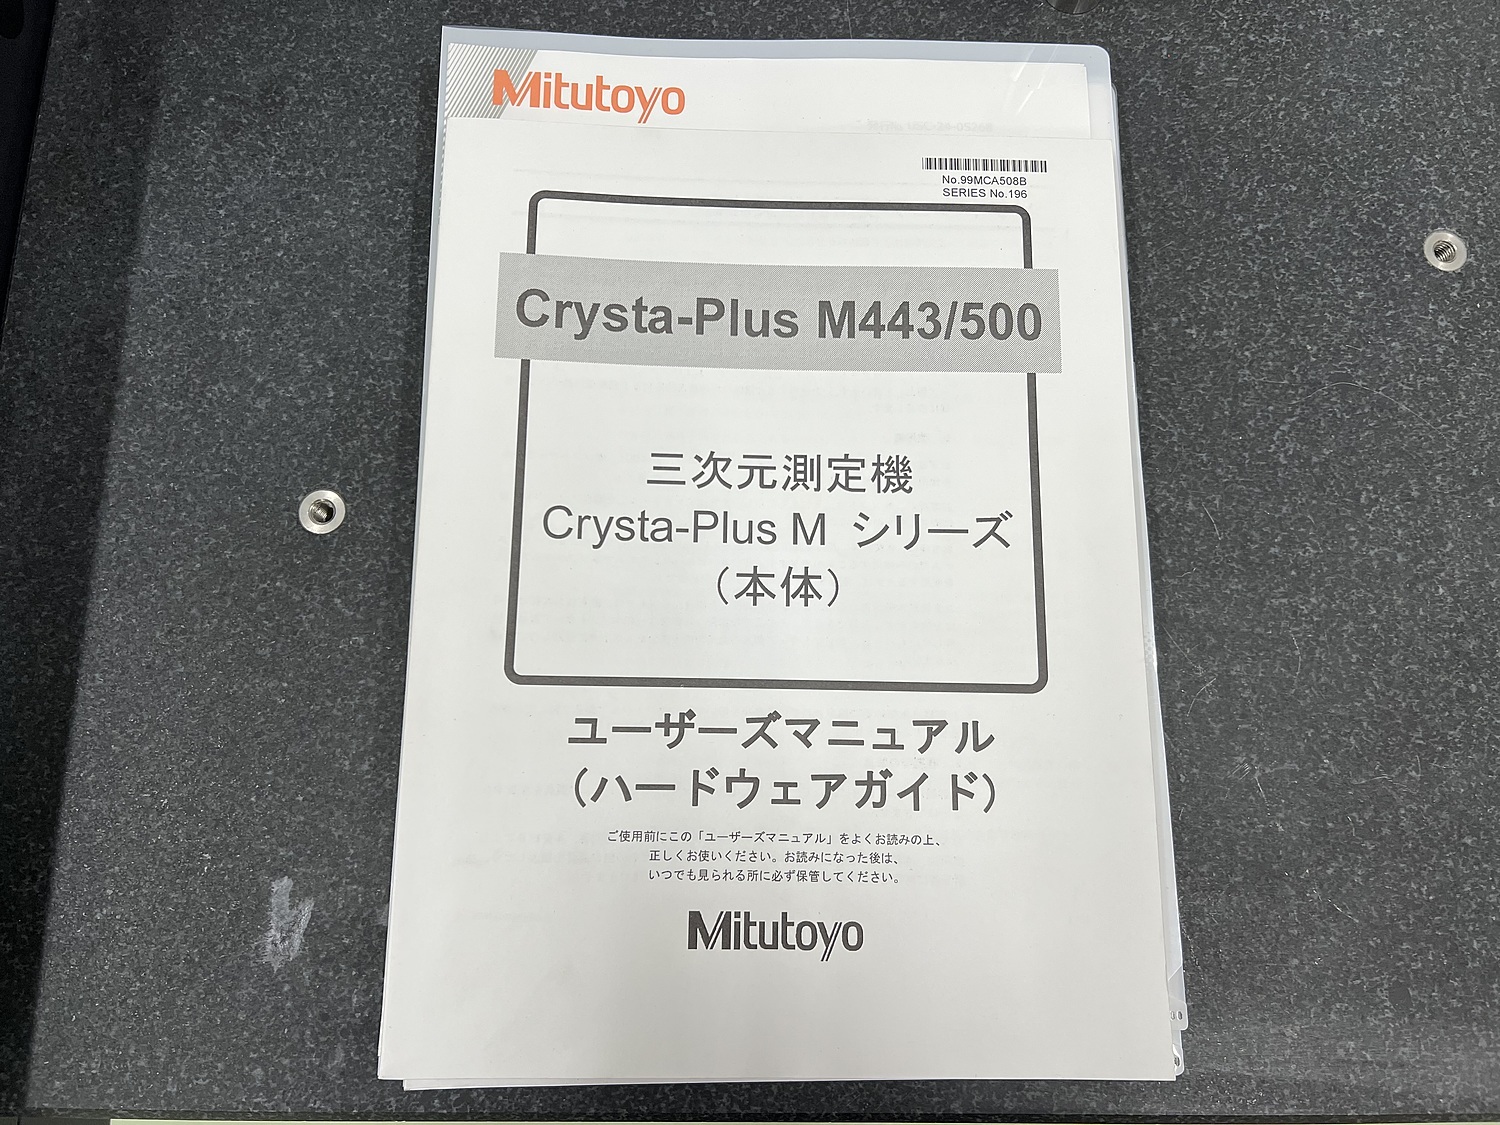 Mitutoyo
No.99MCA508B
SERIES No.196
Crysta-Plus M443/500
三次元測定機
Crysta-Plus M シリーズ
（本体）
ユーザーズマニュアル
（ハードウェアガイド）
ご使用前にこの「ユーザーズマニュアル」をよくお読みの上、
正しくお使いください。お読みになった後は、
いつでも見られる所に必ず保管してください。
Mitutoyo